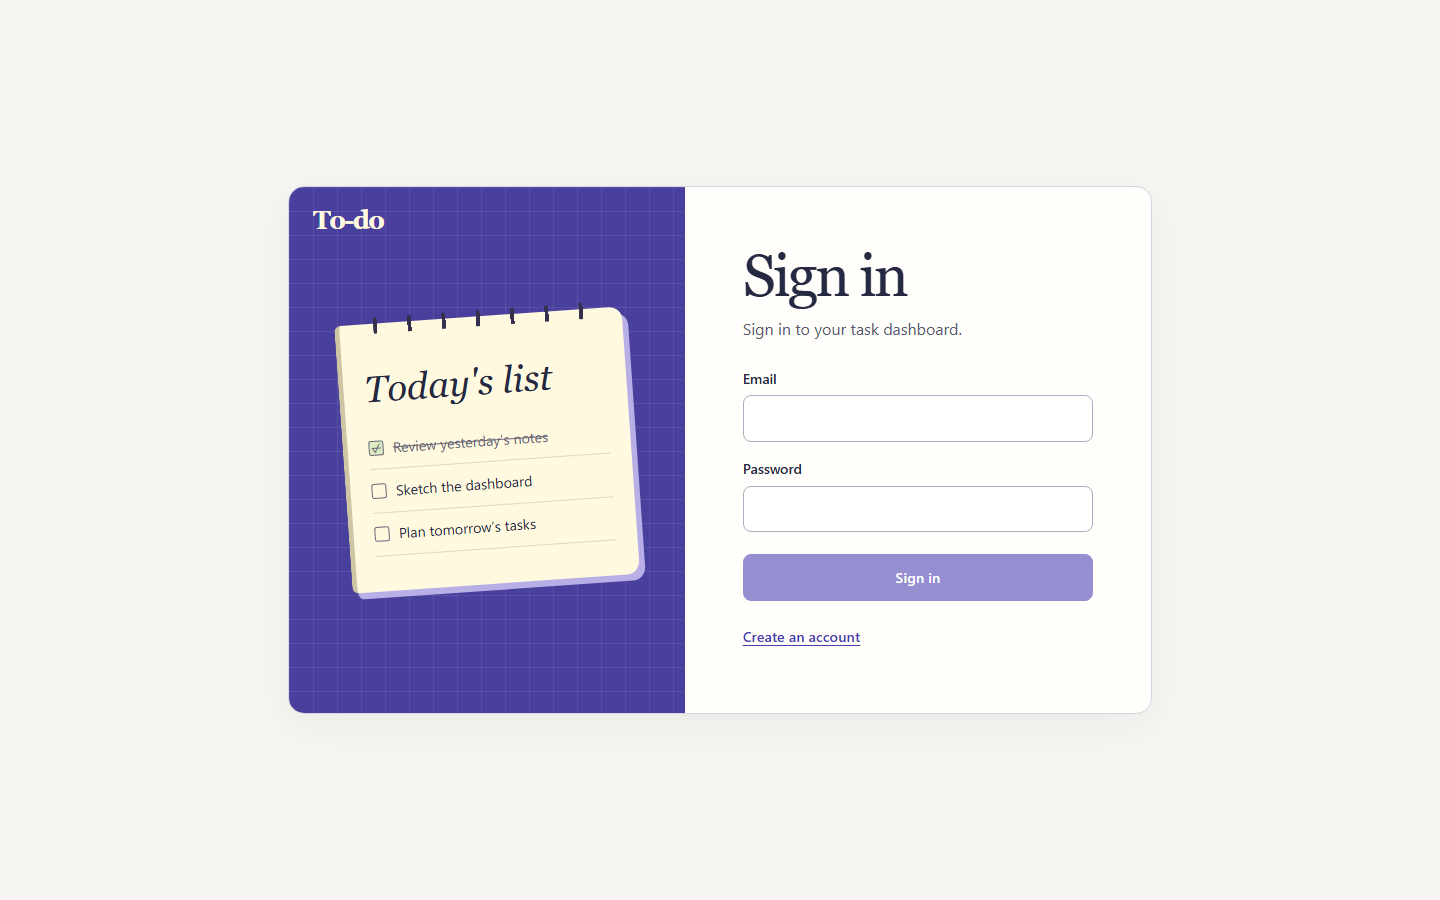 To-do
Today's list
Review yesterday's notes
Sketch the dashboard
Plan tomorrow's tasks
Sign in
Sign in to your task dashboard.
Email
Password
Sign in
Create an account